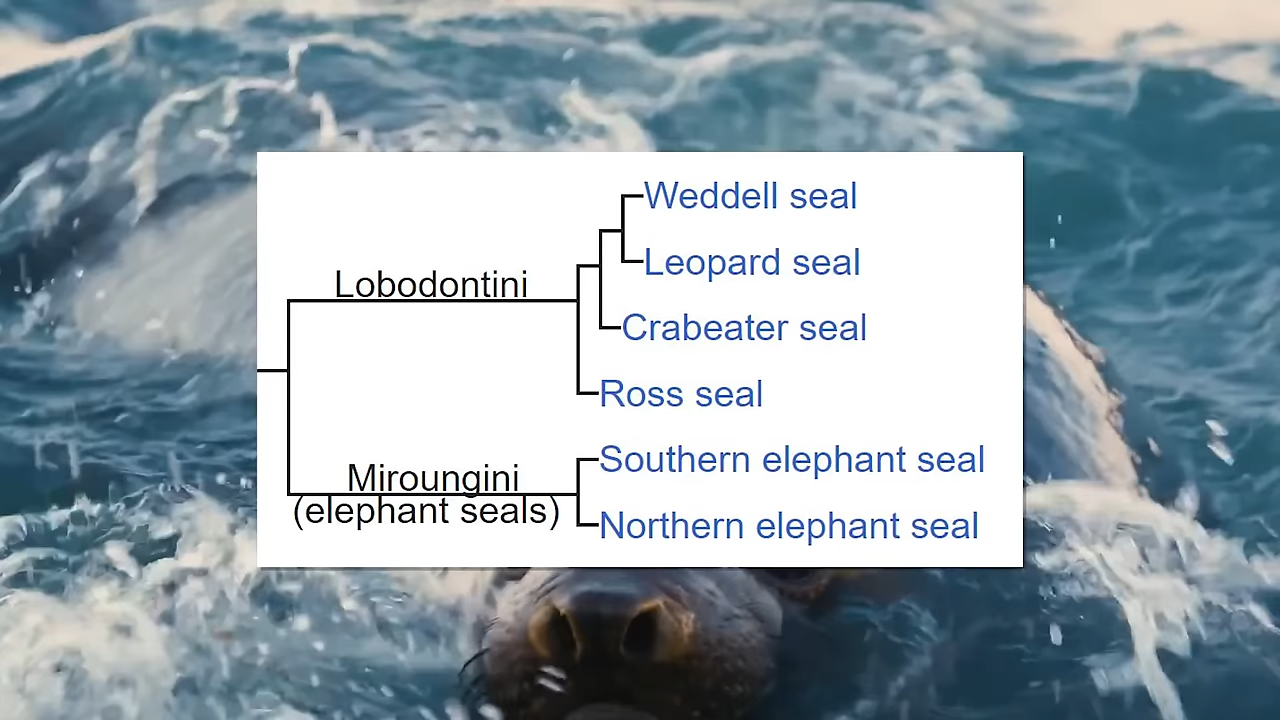 Weddell seal
Leopard seal
Lobodontini
Crabeater seal
Ross seal
Southern elephant seal
Miroungini
(elephant seals)
Northern elephant seal